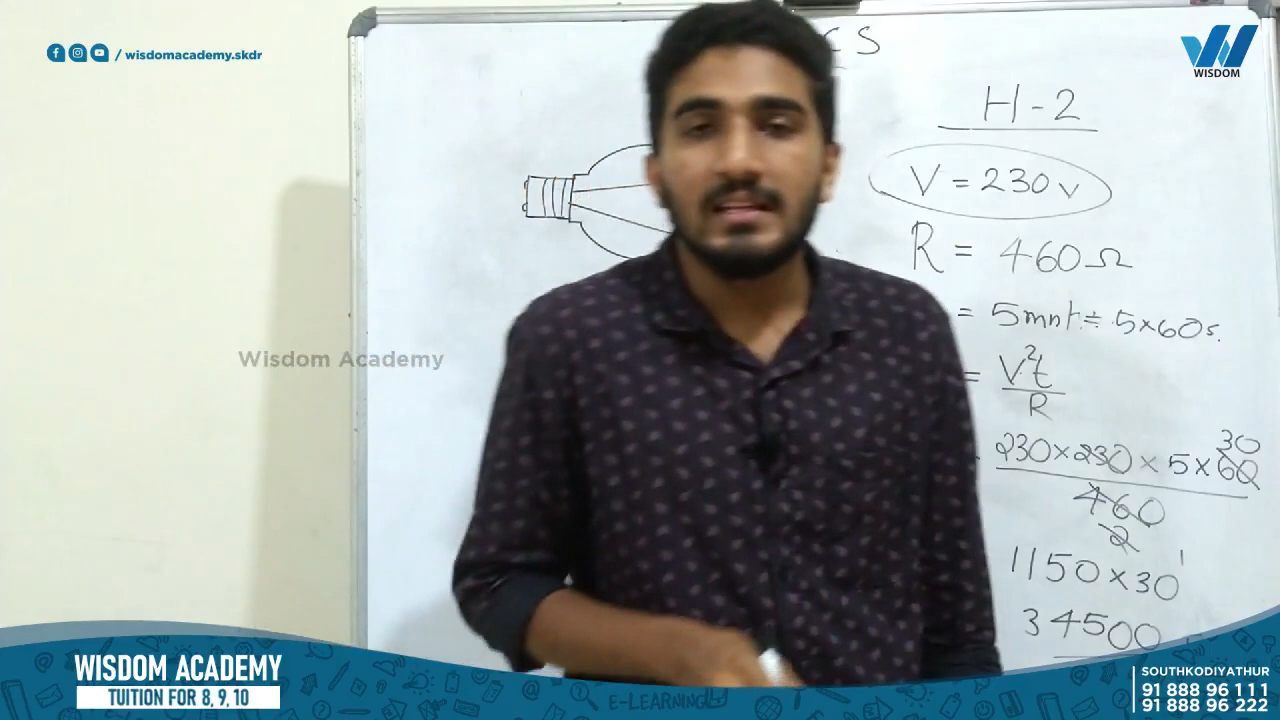 / wisdomacademy.skdr
WISDOM
H-2
V = 230 v
R = 460 Ω
= 5mnt ÷ 5×60s.
= V²t
R
30
230×230×5×60
460
2
1150×30
34500
Wisdom Academy
WISDOM ACADEMY
TUITION FOR 8, 9, 10
E-LEARNING
SOUTHKODIYATHUR
91 888 96 111
91 888 96 222